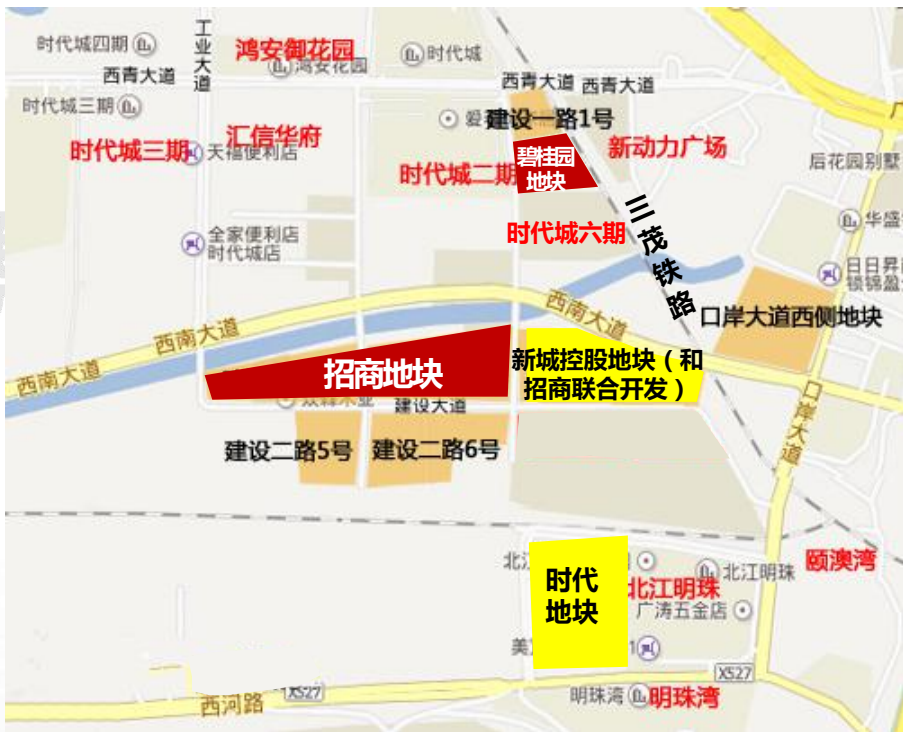 时代城四期
工业大道
鸿安御花园
鸿安花园
时代城
西青大道
西青大道 西青大道
时代城三期
建设一路1号
时代城三期
天福便利店
汇信华府
时代城二期
碧桂园
地块
新动力广场
后花园别墅
时代城六期
三茂铁路
华盛
全家便利店
时代城店
日日昇
锁锦盈
口岸大道西侧地块
西南大道
西南大道
西南大道
招商地块
新城控股地块（和
招商联合开发）
建设大道
口岸大道
建设二路5号
建设二路6号
北江
时代
地块
北江明珠
北江明珠
颐澳湾
广涛五金店
X527
X527
西河路
明珠湾
明珠湾